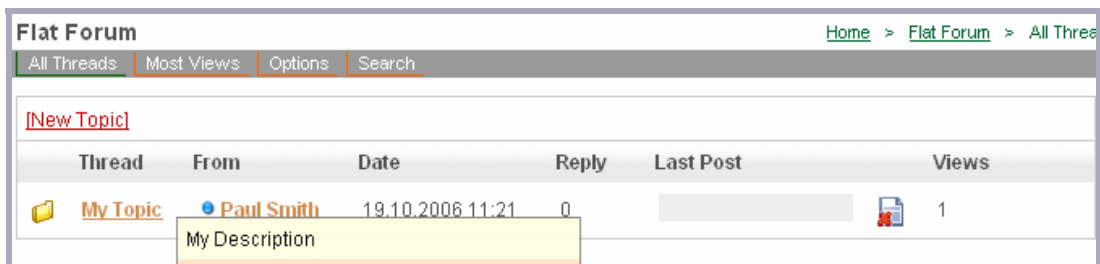 Flat Forum Home > Flat Forum > All Threa
All Threads Most Views Options Search
[New Topic]
Thread From Date Reply Last Post Views
My Topic Paul Smith 19.10.2006 11:21 0 1
My Description